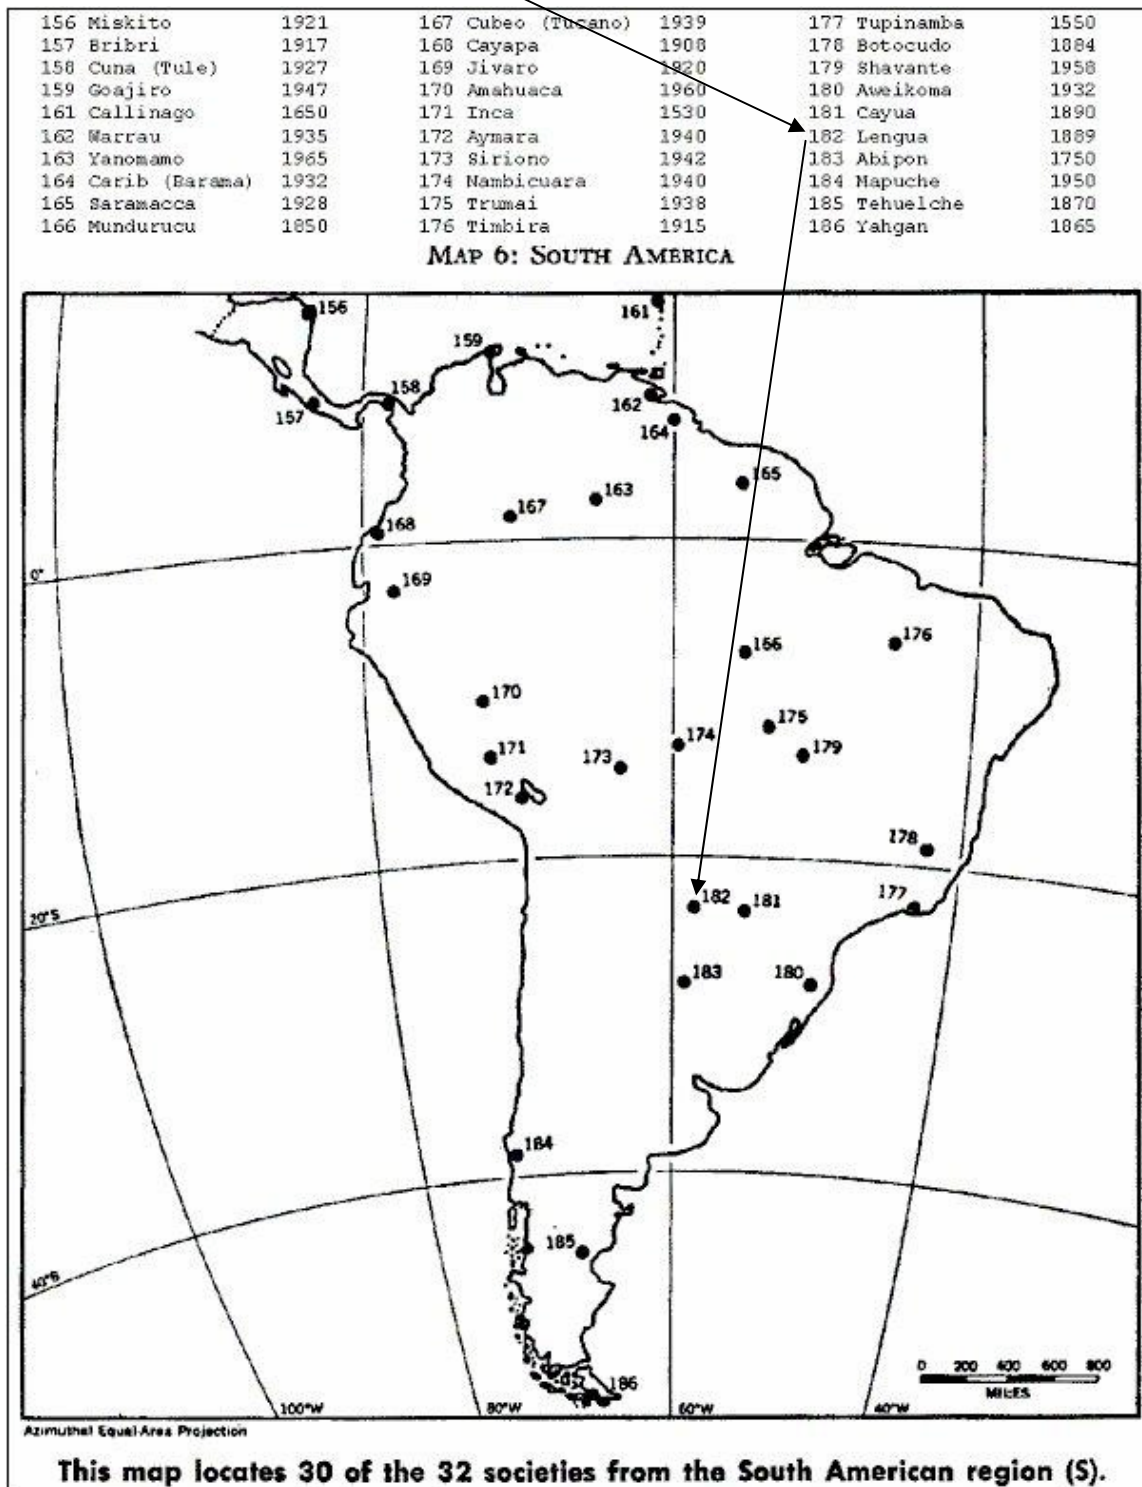 156 Miskito 1921 167 Cubeo (Tucano) 1939 177 Tupinamba 1550
157 Bribri 1917 168 Cayapa 1908 178 Botocudo 1884
158 Cuna (Tule) 1927 169 Jivaro 1920 179 Shavante 1958
159 Goajiro 1947 170 Amahuaca 1960 180 Aweikoma 1932
161 Callinago 1650 171 Inca 1530 181 Cayua 1890
162 Warrau 1935 172 Aymara 1940 182 Lengua 1889
163 Yanomamo 1965 173 Siriono 1942 183 Abipon 1750
164 Carib (Barama) 1932 174 Nambicuara 1940 184 Mapuche 1950
165 Saramacca 1928 175 Trumai 1938 185 Tehuelche 1870
166 Mundurucu 1850 176 Timbira 1915 186 Yahgan 1865
MAP 6: SOUTH AMERICA
156
161
159
158
162
157
164
165
163
167
168
0°
169
176
166
170
175
174
179
171
173
172
178
182
181
177
20°S
183
180
184
185
40°S
0 200 400 600 800
MILES
186
100°W
80°W
60°W
40°W
Azimuthal Equal-Area Projection
This map locates 30 of the 32 societies from the South American region (S).